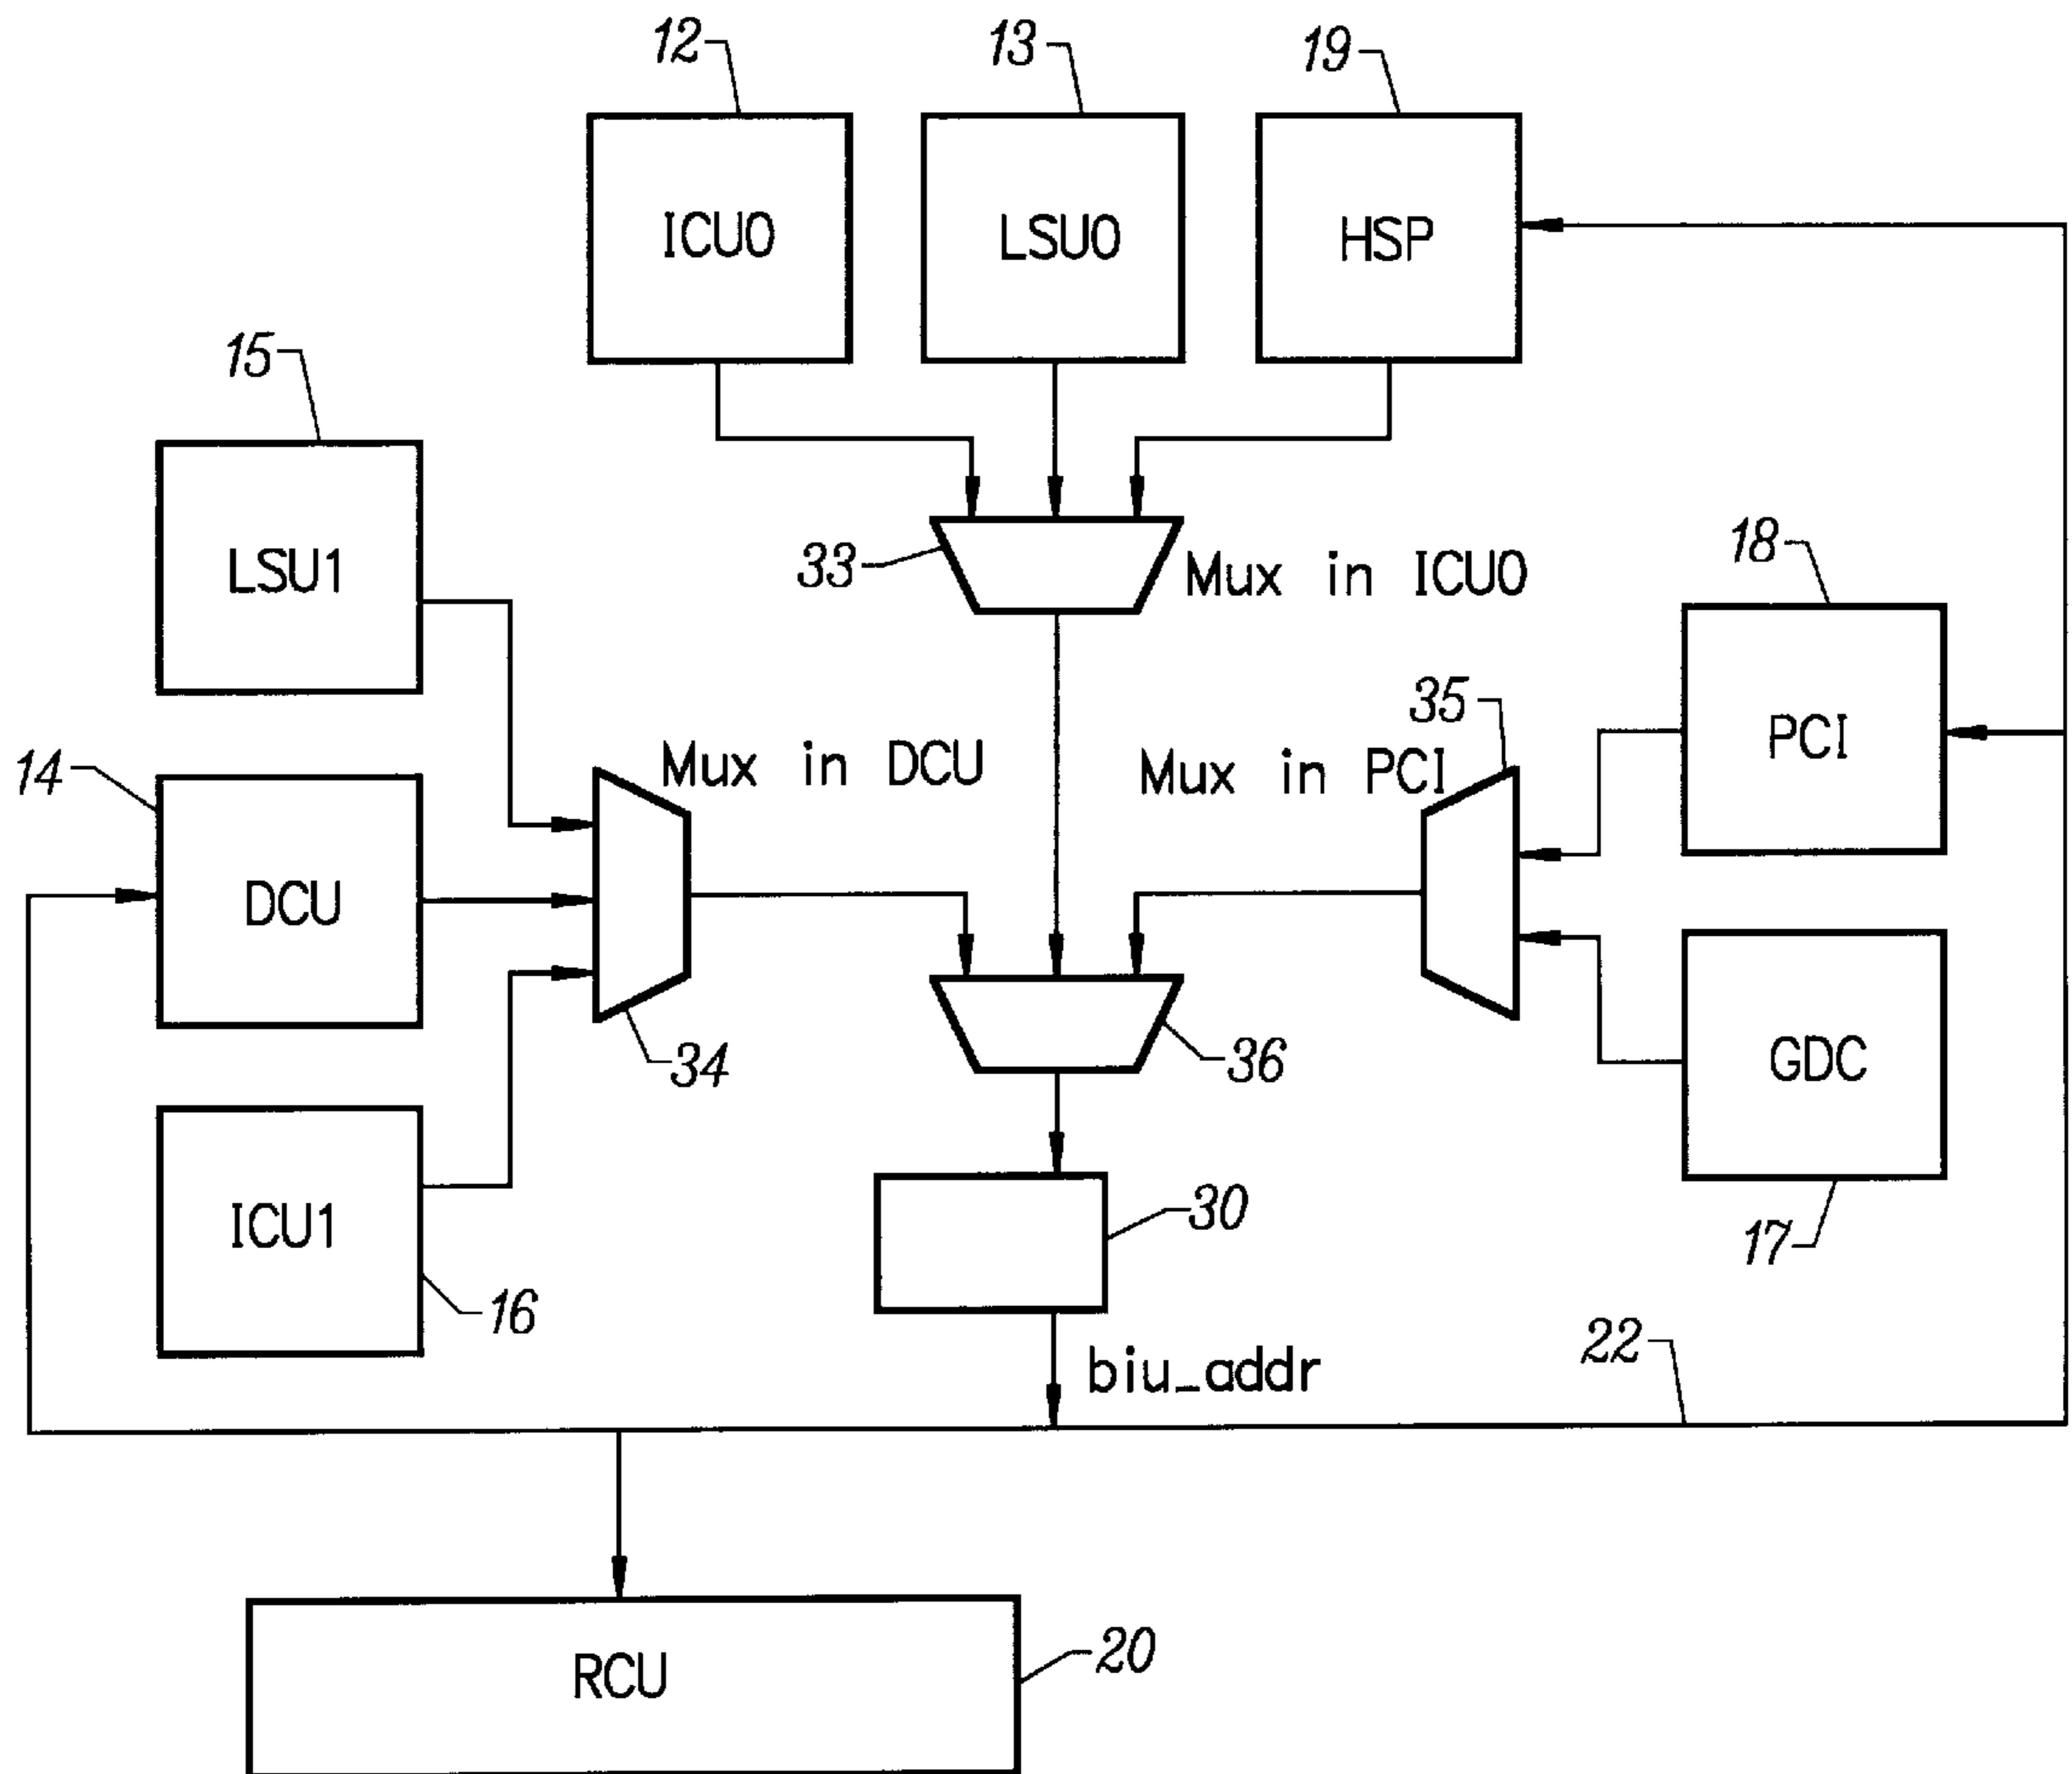 12
13
19
ICU0
LSU0
HSP
15
LSU1
33
Mux in ICU0
18
PCI
35
14
Mux in DCU
Mux in PCI
DCU
34
36
GDC
ICU1
30
17
16
biu_addr
22
RCU
20